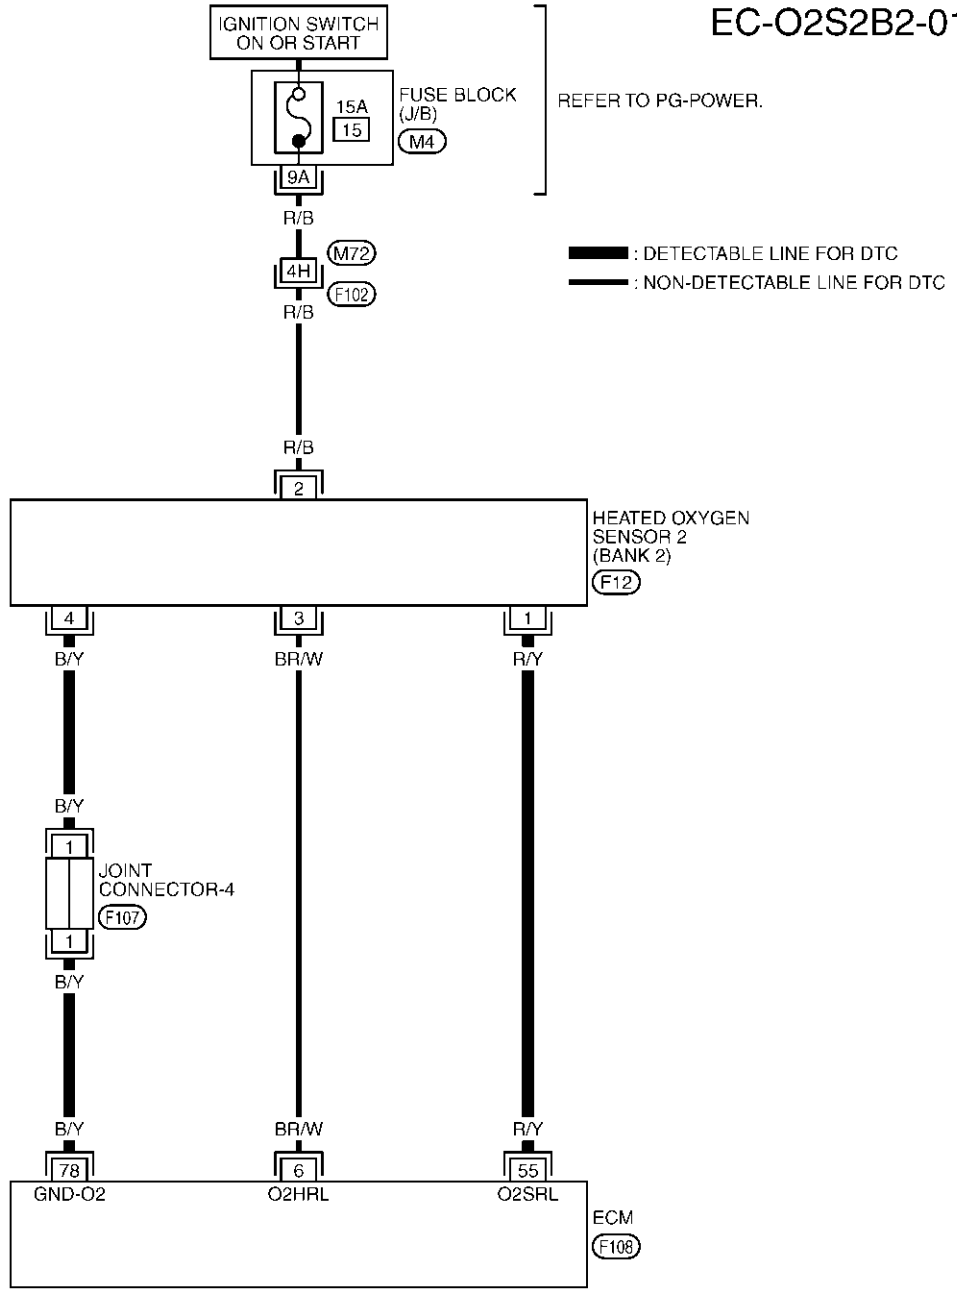 EC-O2S2B2-01
IGNITION SWITCH
ON OR START
15A
15
FUSE BLOCK
(J/B)
M4
REFER TO PG-POWER.
9A
R/B
M72
4H
F102
R/B
: DETECTABLE LINE FOR DTC
: NON-DETECTABLE LINE FOR DTC
R/B
2
HEATED OXYGEN
SENSOR 2
(BANK 2)
F12
4
3
1
B/Y
BR/W
R/Y
B/Y
1
JOINT
CONNECTOR-4
F107
1
B/Y
B/Y
BR/W
R/Y
78
6
55
GND-O2
O2HRL
O2SRL
ECM
F108